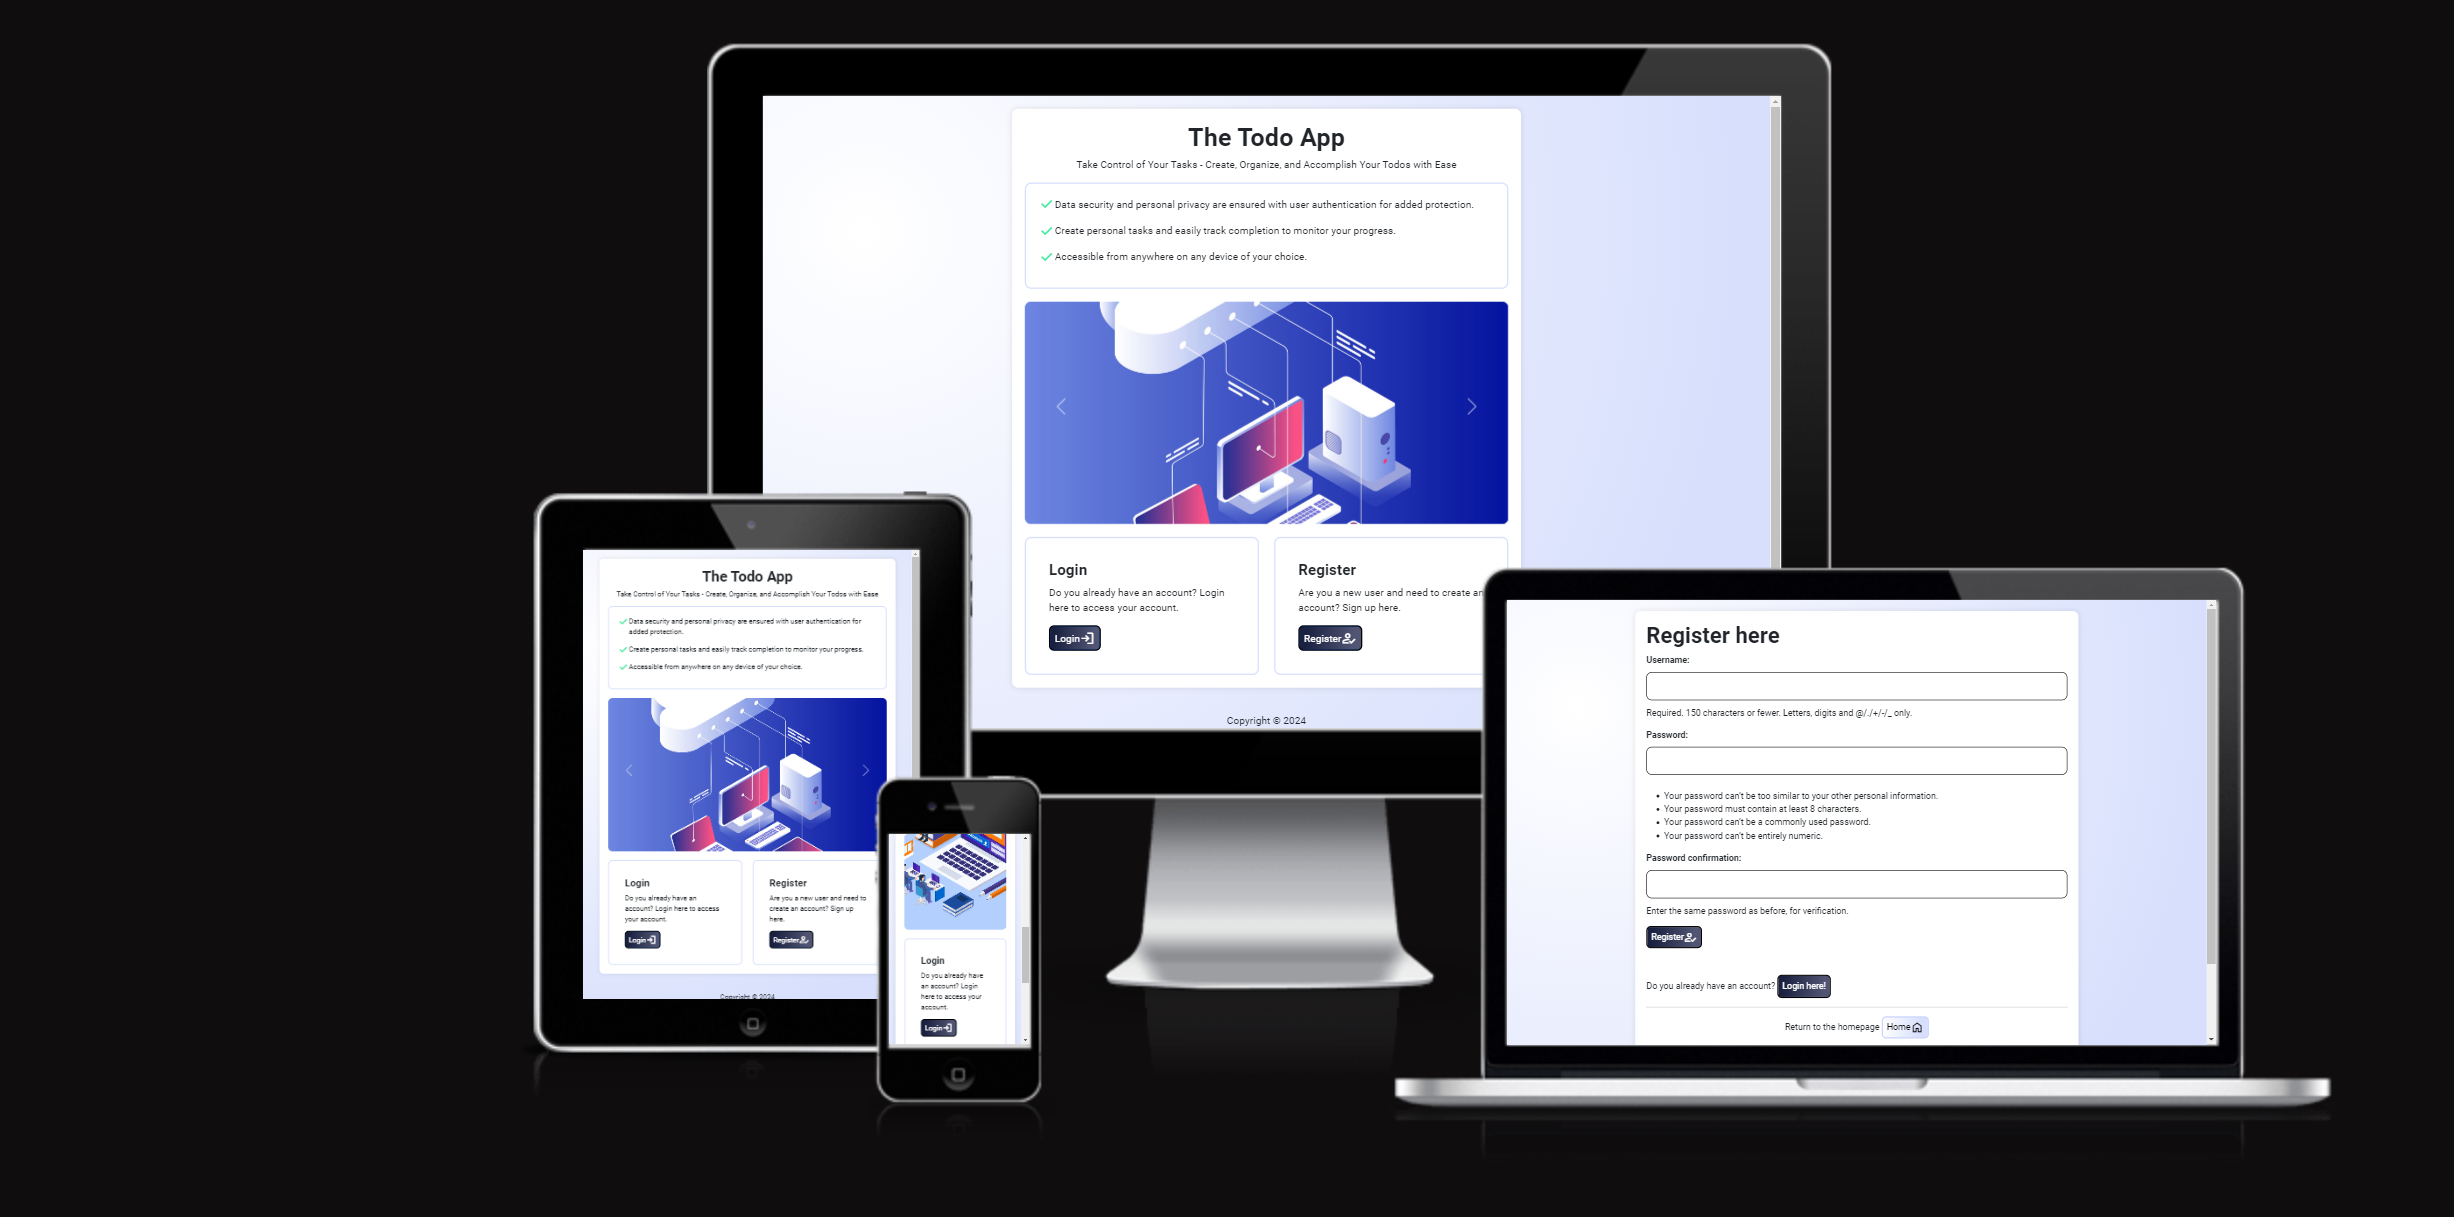 The Todo App
Take Control of Your Tasks - Create, Organize, and Accomplish Your Todos with Ease
Data security and personal privacy are ensured with user authentication for added protection.
Create personal tasks and easily track completion to monitor your progress.
Accessible from anywhere on any device of your choice.
Login
Do you already have an account? Login
here to access your account.
Login
Register
Are you a new user and need to create an
account? Sign up here.
Register
Copyright © 2024
The Todo App
Take Control of Your Tasks - Create, Organize, and Accomplish Your Todos with Ease
Data security and personal privacy are ensured with user authentication for
added protection.
Create personal tasks and easily track completion to monitor your progress.
Accessible from anywhere on any device of your choice.
Login
Do you already have an
account? Login here to access
your account.
Login
Register
Are you a new user and need to
create an account? Sign up
here.
Register
Copyright © 2024
Login
Do you already have
an account? Login
here to access your
account.
Login
Register here
Username:
Required. 150 characters or fewer. Letters, digits and @/./+/-/_ only.
Password:
• Your password can't be too similar to your other personal information.
• Your password must contain at least 8 characters.
• Your password can't be a commonly used password.
• Your password can't be entirely numeric.
Password confirmation:
Enter the same password as before, for verification.
Register
Do you already have an account? Login here!
Return to the homepage Home